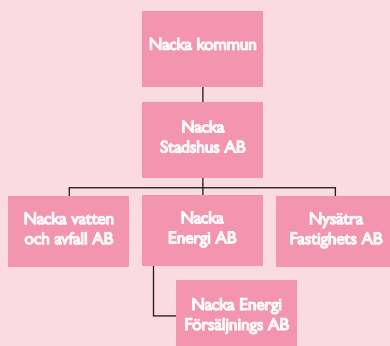 Nacka kommun
Nacka
Stadshus AB
Nacka vatten
och avfall AB
Nacka
Energi AB
Nysätra
Fastighets AB
Nacka Energi
Försäljnings AB